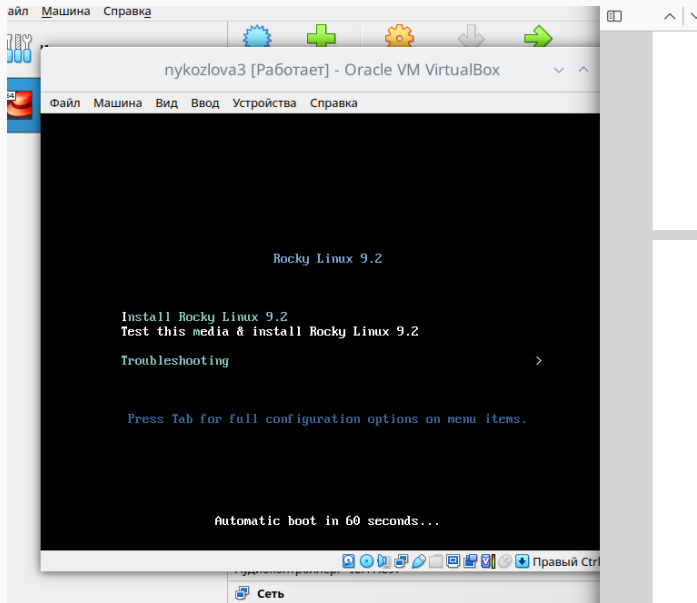 айл Машина Справка
nykozlova3 [Работает] - Oracle VM VirtualBox
64
Файл Машина Вид Ввод Устройства Справка
Rocky Linux 9.2
Install Rocky Linux 9.2
Test this media & install Rocky Linux 9.2
Troubleshooting >
Press Tab for full configuration options on menu items.
Automatic boot in 60 seconds...
Правый Ctrl
Сеть